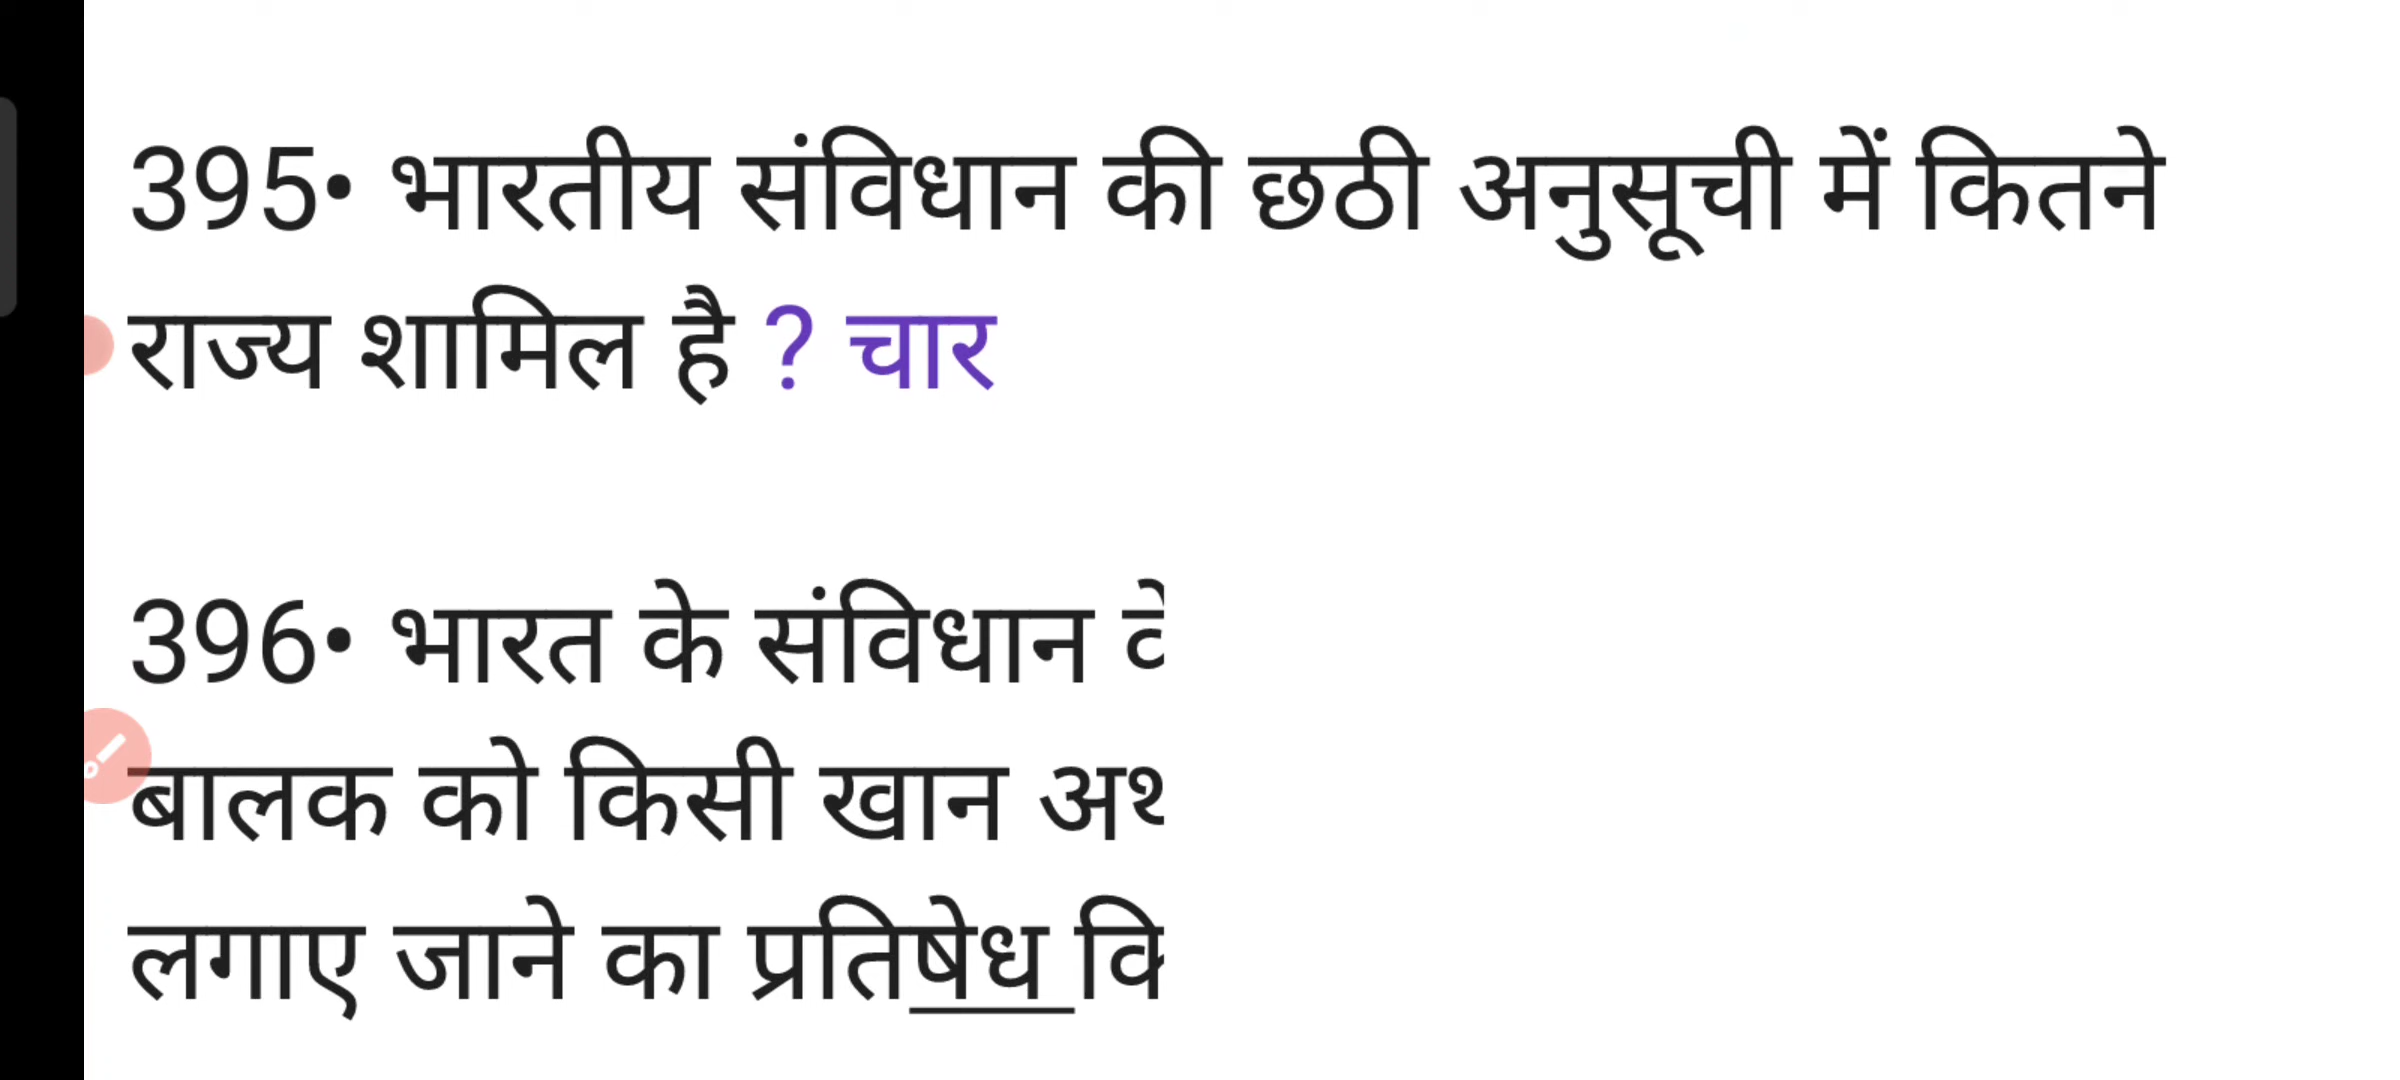 395• भारतीय संविधान की छठी अनुसूची में कितने
राज्य शामिल है ? चार
396• भारत के संविधान
बालक को किसी खान
लगाए जाने का प्रतिषेध